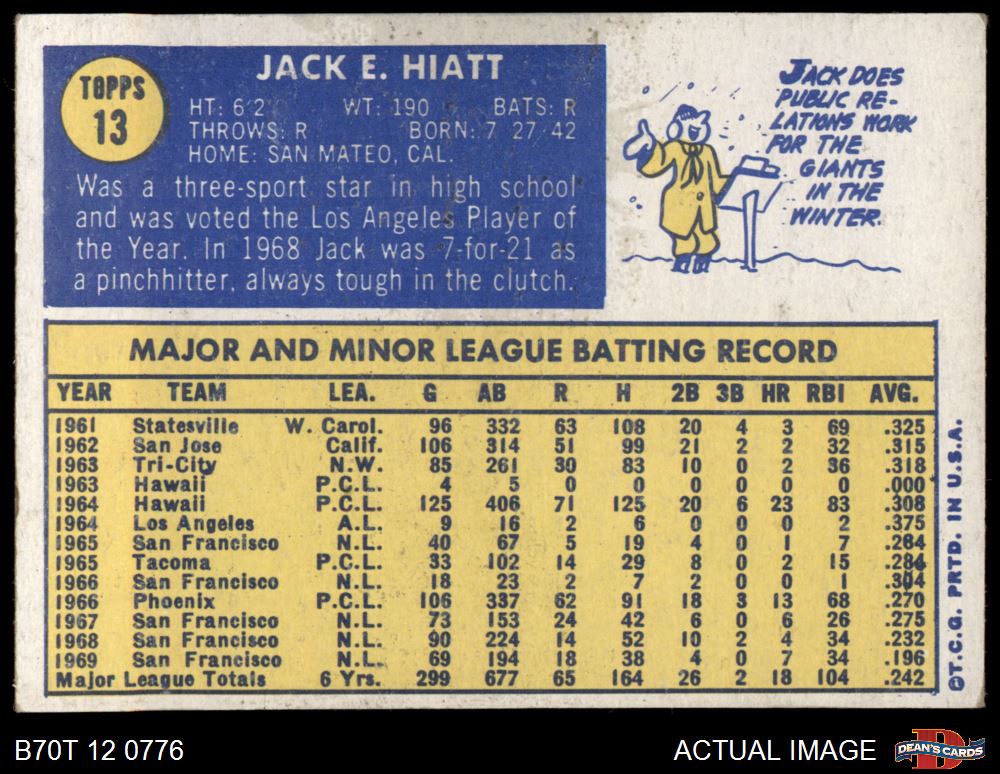 TOPPS
13
JACK E. HIATT
HT: 6'2" WT: 190 BATS: R
THROWS: R BORN: 7 27 42
HOME: SAN MATEO, CAL.
Was a three-sport star in high school
and was voted the Los Angeles Player of
the Year. In 1968 Jack was 7-for-21 as
a pinchhitter, always tough in the clutch.
JACK DOES
PUBLIC RE-
LATIONS WORK
FOR THE
GIANTS
IN THE
WINTER.
MAJOR AND MINOR LEAGUE BATTING RECORD
YEAR TEAM LEA. G AB R H 2B 3B HR RBI AVG.
1961 Statesville W. Carol. 96 332 63 108 20 4 3 69 .325
1962 San Jose Calif. 106 314 51 99 21 2 2 32 .315
1963 Tri-City N.W. 85 261 30 83 10 0 2 36 .318
1963 Hawaii P.C.L. 4 5 0 0 0 0 0 0 .000
1964 Hawaii P.C.L. 125 406 71 125 20 6 23 83 .308
1964 Los Angeles A.L. 9 16 2 6 0 0 0 2 .375
1965 San Francisco N.L. 40 67 5 19 4 0 1 7 .284
1965 Tacoma P.C.L. 33 102 14 29 8 0 2 15 .284
1966 San Francisco N.L. 18 23 2 7 2 0 0 1 .304
1966 Phoenix P.C.L. 106 337 62 91 18 3 13 68 .270
1967 San Francisco N.L. 73 153 24 42 6 0 6 26 .275
1968 San Francisco N.L. 90 224 14 52 10 2 4 34 .232
1969 San Francisco N.L. 69 194 18 38 4 0 7 34 .196
Major League Totals 6 Yrs. 299 677 65 164 26 2 18 104 .242
©T.C.G. PRTD. IN U.S.A.
B70T 12 0776
ACTUAL IMAGE
DEAN'S CARDS